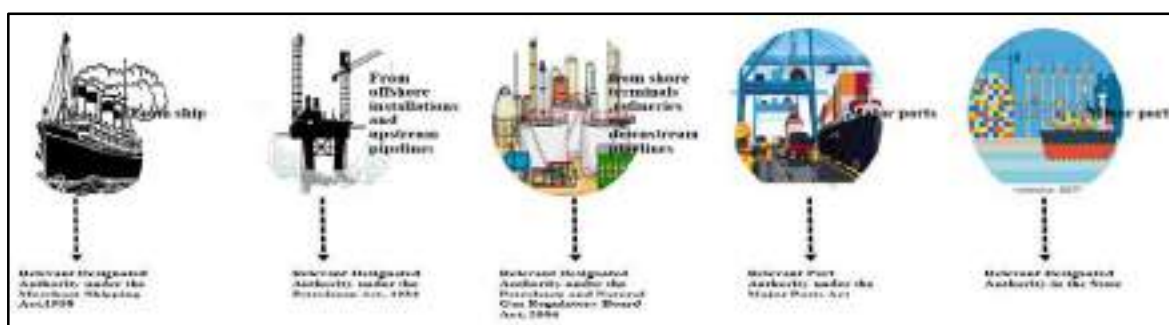 From ship
From
offshore
installations
and
upstream
pipelines
from shore
terminals
refineries
downstream
pipelines
Major ports
Minor ports
Relevant Designated
Authority under the
Merchant Shipping
Act,1958
Relevant Designated
Authority under the
Petroleum Act, 1934
Relevant Designated
Authority under the
Petroleum and Natural
Gas Regulatory Board
Act, 2006
Relevant Port
Authority under the
Major Ports Act
Relevant Designated
Authority in the State